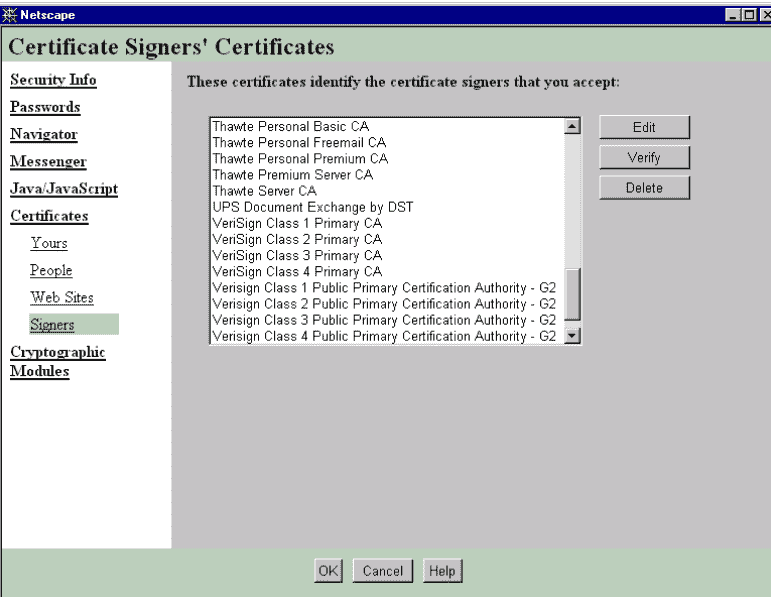 Netscape
Certificate Signers' Certificates
Security Info
Passwords
Navigator
Messenger
Java/JavaScript
Certificates
Yours
People
Web Sites
Signers
Cryptographic
Modules
These certificates identify the certificate signers that you accept:
Thawte Personal Basic CA
Thawte Personal Freemail CA
Thawte Personal Premium CA
Thawte Premium Server CA
Thawte Server CA
UPS Document Exchange by DST
VeriSign Class 1 Primary CA
VeriSign Class 2 Primary CA
VeriSign Class 3 Primary CA
VeriSign Class 4 Primary CA
Verisign Class 1 Public Primary Certification Authority - G2
Verisign Class 2 Public Primary Certification Authority - G2
Verisign Class 3 Public Primary Certification Authority - G2
Verisign Class 4 Public Primary Certification Authority - G2
Edit
Verify
Delete
OK
Cancel
Help